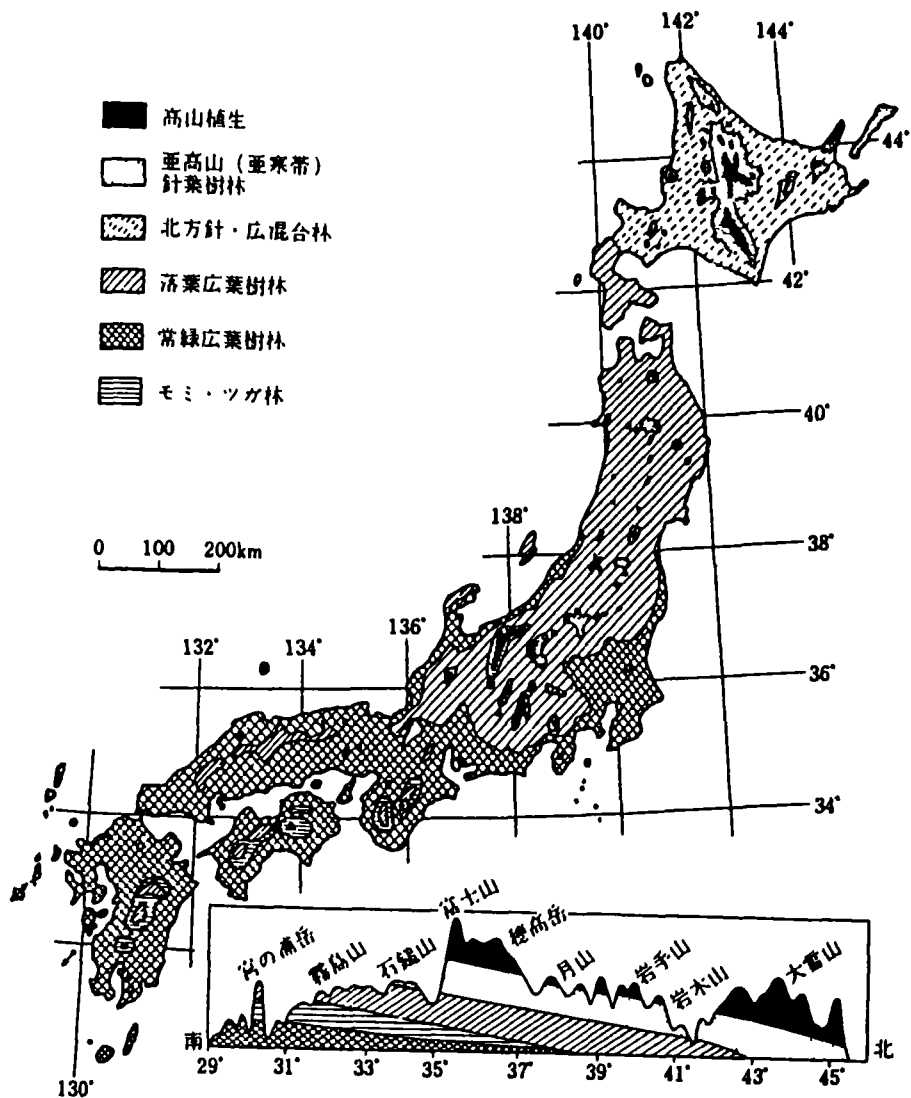 140°
142°
144°
高山植生
亜高山(亜寒帯)
針葉樹林
北方針・広混合林
落葉広葉樹林
常緑広葉樹林
モミ・ツガ林
44°
42°
40°
0 100 200km
138°
38°
132°
134°
136°
36°
34°
宮の浦岳
霧島山
石鎚山
富士山
穂高岳
月山
岩手山
岩木山
大雪山
南
北
29° 31° 33° 35° 37° 39° 41° 43° 45°
130°